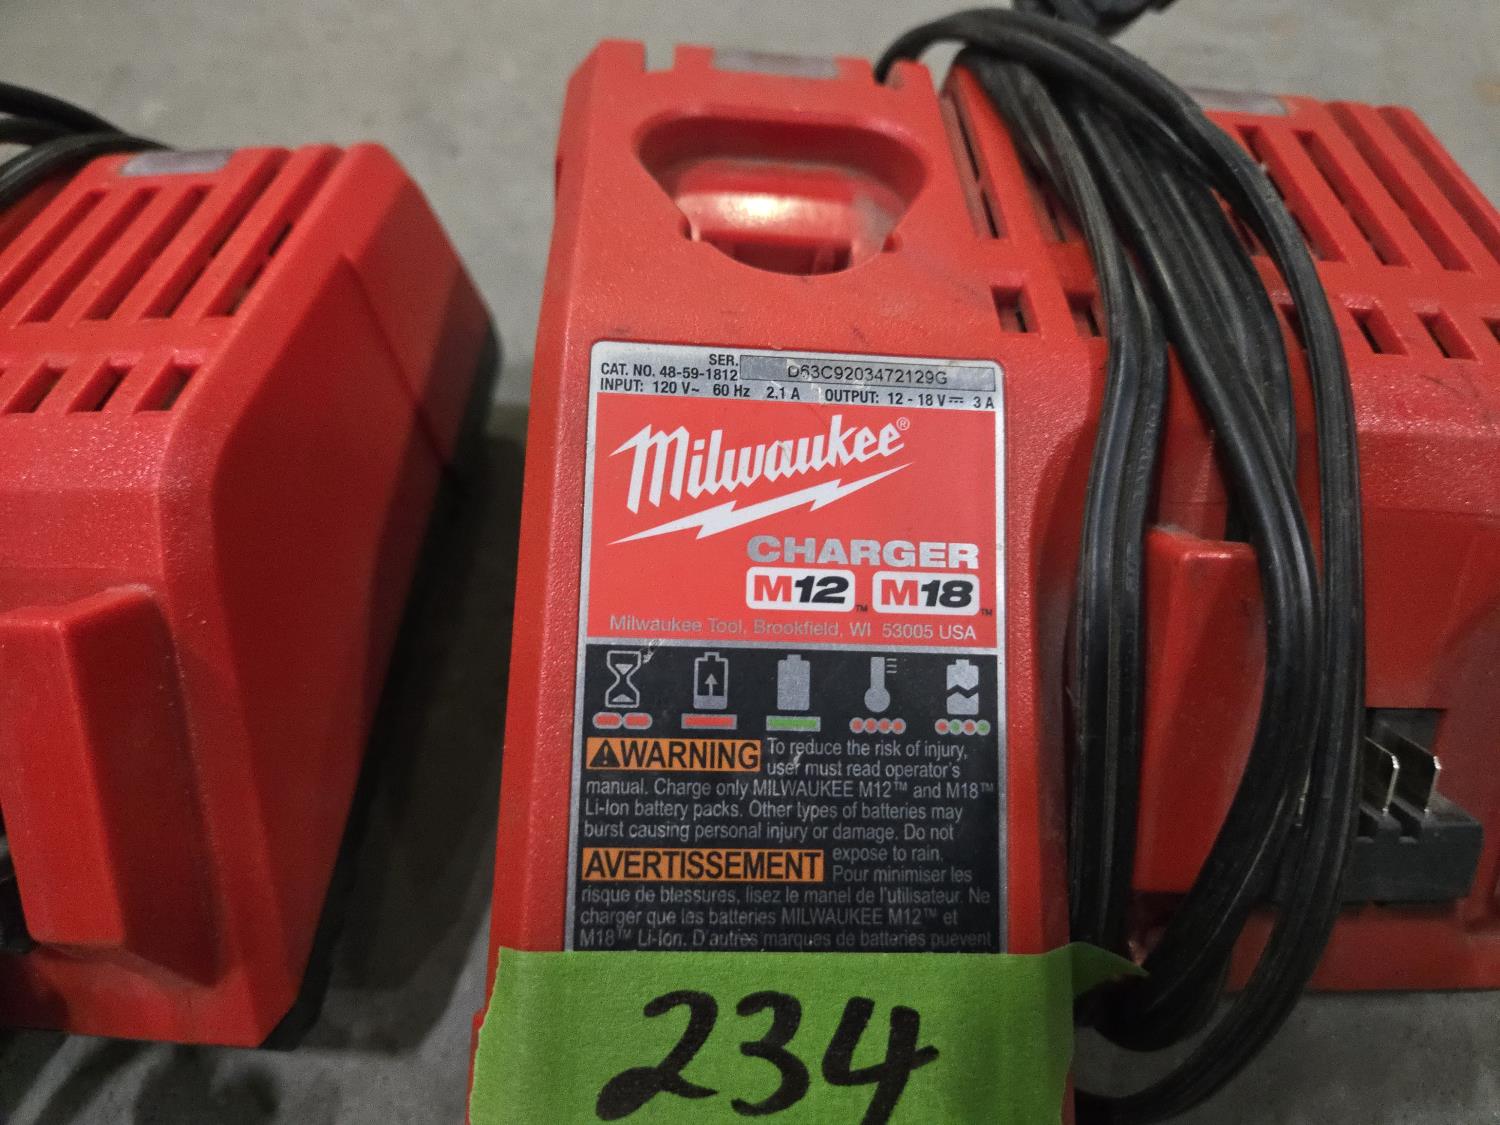 SER. D63C9203472129G
CAT. NO. 48-59-1812
INPUT: 120 V~ 60 Hz 2,1 A OUTPUT: 12 - 18 V⎓ 3 A
Milwaukee®
CHARGER
M12™ M18™
Milwaukee Tool, Brookfield, WI 53005 USA
⚠WARNING To reduce the risk of injury,
user must read operator's
manual. Charge only MILWAUKEE M12™ and M18™
Li-Ion battery packs. Other types of batteries may
burst causing personal injury or damage. Do not
expose to rain.
AVERTISSEMENT Pour minimiser les
risque de blessures, lisez le manel de l'utilisateur. Ne
charger que les batteries MILWAUKEE M12™ et
M18™ Li-Ion. D'autres marques de batteries puevent
234